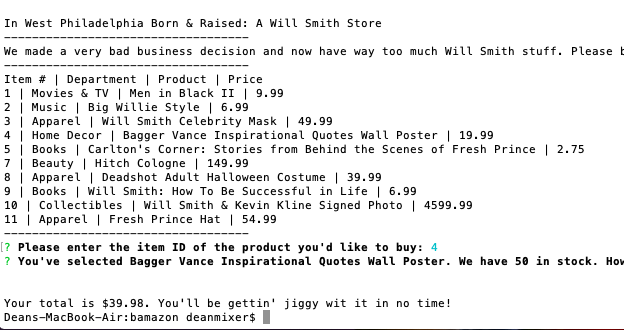 In West Philadelphia Born & Raised: A Will Smith Store
-----------------------------------
We made a very bad business decision and now have way too much Will Smith stuff. Please b
-----------------------------------
Item # | Department | Product | Price
1 | Movies & TV | Men in Black II | 9.99
2 | Music | Big Willie Style | 6.99
3 | Apparel | Will Smith Celebrity Mask | 49.99
4 | Home Decor | Bagger Vance Inspirational Quotes Wall Poster | 19.99
5 | Books | Carlton's Corner: Stories from Behind the Scenes of Fresh Prince | 2.75
7 | Beauty | Hitch Cologne | 149.99
8 | Apparel | Deadshot Adult Halloween Costume | 39.99
9 | Books | Will Smith: How To Be Successful in Life | 6.99
10 | Collectibles | Will Smith & Kevin Kline Signed Photo | 4599.99
11 | Apparel | Fresh Prince Hat | 54.99
-----------------------------------
[? Please enter the item ID of the product you'd like to buy: 4
? You've selected Bagger Vance Inspirational Quotes Wall Poster. We have 50 in stock. How
Your total is $39.98. You'll be gettin' jiggy wit it in no time!
Deans-MacBook-Air:bamazon deanmixer$